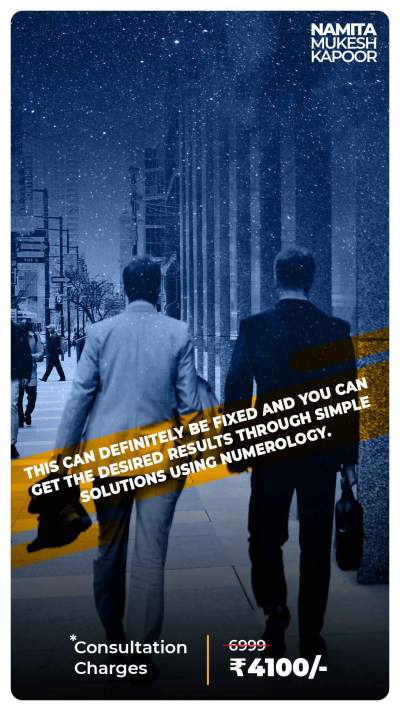 NAMITA
MUKESH
KAPOOR
THIS CAN DEFINITELY BE FIXED AND YOU CAN
GET THE DESIRED RESULTS THROUGH SIMPLE
SOLUTIONS USING NUMEROLOGY.
*Consultation
Charges
6999
₹4100/-